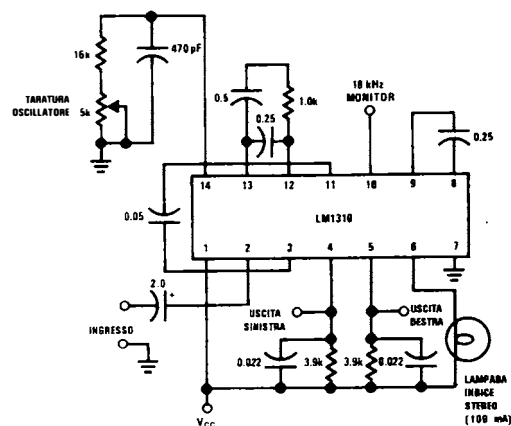 16k
470 pF
TARATURA
OSCILLATORE
5k
0.5
1.0k
0.25
18 kHz
MONITOR
0.25
14 13 12 11 10 9 8
0.05
LM1310
1 2 3 4 5 6 7
2.0
+
INGRESSO
USCITA
SINISTRA
USCITA
DESTRA
0.022
3.9k
3.9k
0.022
LAMPADA
INDICE
STEREO
(100 mA)
VCC